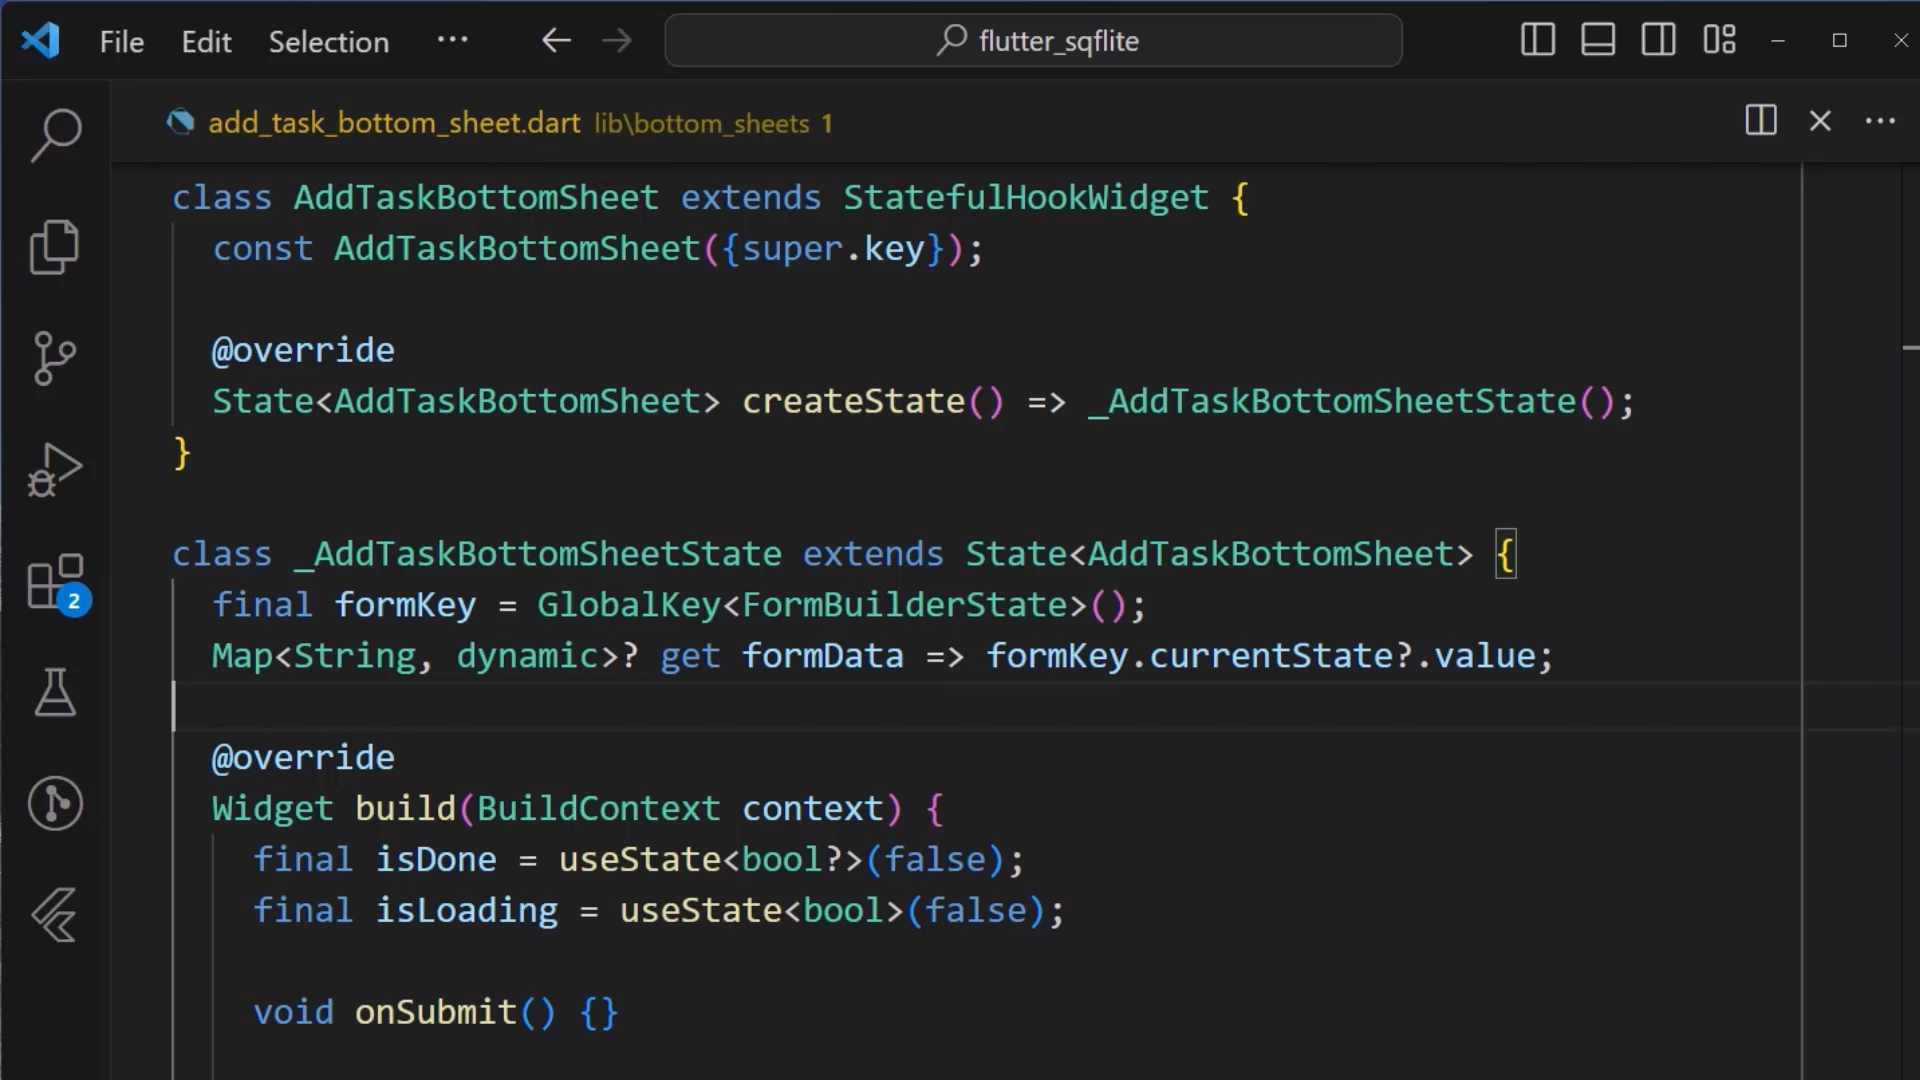 File Edit Selection ... flutter_sqflite
add_task_bottom_sheet.dart lib\bottom_sheets 1
class AddTaskBottomSheet extends StatefulHookWidget {
  const AddTaskBottomSheet({super.key});
  @override
  State<AddTaskBottomSheet> createState() => _AddTaskBottomSheetState();
}
class _AddTaskBottomSheetState extends State<AddTaskBottomSheet> {
  final formKey = GlobalKey<FormBuilderState>();
  Map<String, dynamic>? get formData => formKey.currentState?.value;
2
  @override
  Widget build(BuildContext context) {
    final isDone = useState<bool?>(false);
    final isLoading = useState<bool>(false);
    void onSubmit() {}